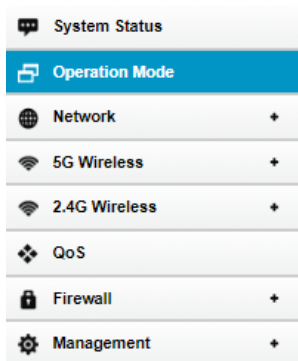 System Status
Operation Mode
Network +
5G Wireless +
2.4G Wireless +
QoS
Firewall +
Management +